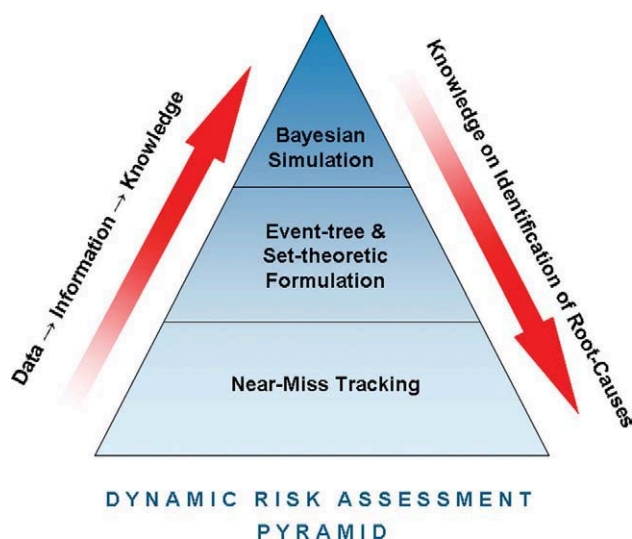 Bayesian
Simulation
Event-tree &
Set-theoretic
Formulation
Near-Miss Tracking
Data → Information → Knowledge
Knowledge on Identification of Root-Causes
DYNAMIC RISK ASSESSMENT
PYRAMID